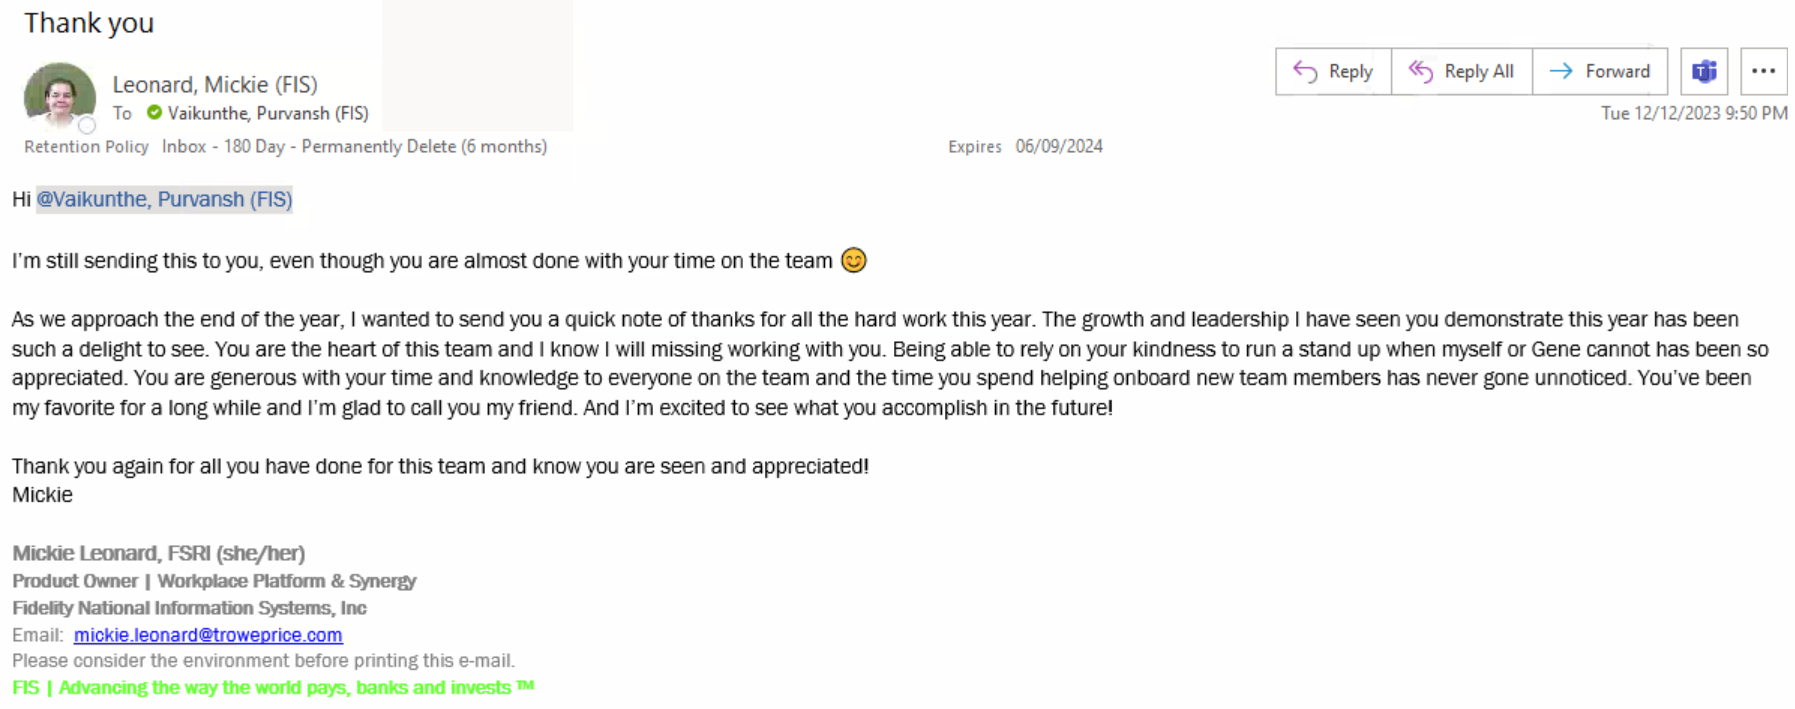 Thank you
Leonard, Mickie (FIS)
To Vaikunthe, Purvansh (FIS)
Reply Reply All Forward
Tue 12/12/2023 9:50 PM
Retention Policy Inbox - 180 Day - Permanently Delete (6 months) Expires 06/09/2024
Hi @Vaikunthe, Purvansh (FIS)
I'm still sending this to you, even though you are almost done with your time on the team 😊
As we approach the end of the year, I wanted to send you a quick note of thanks for all the hard work this year. The growth and leadership I have seen you demonstrate this year has been
such a delight to see. You are the heart of this team and I know I will missing working with you. Being able to rely on your kindness to run a stand up when myself or Gene cannot has been so
appreciated. You are generous with your time and knowledge to everyone on the team and the time you spend helping onboard new team members has never gone unnoticed. You've been
my favorite for a long while and I'm glad to call you my friend. And I'm excited to see what you accomplish in the future!
Thank you again for all you have done for this team and know you are seen and appreciated!
Mickie
Mickie Leonard, FSRI (she/her)
Product Owner | Workplace Platform & Synergy
Fidelity National Information Systems, Inc
Email: mickie.leonard@troweprice.com
Please consider the environment before printing this e-mail.
FIS | Advancing the way the world pays, banks and invests ™